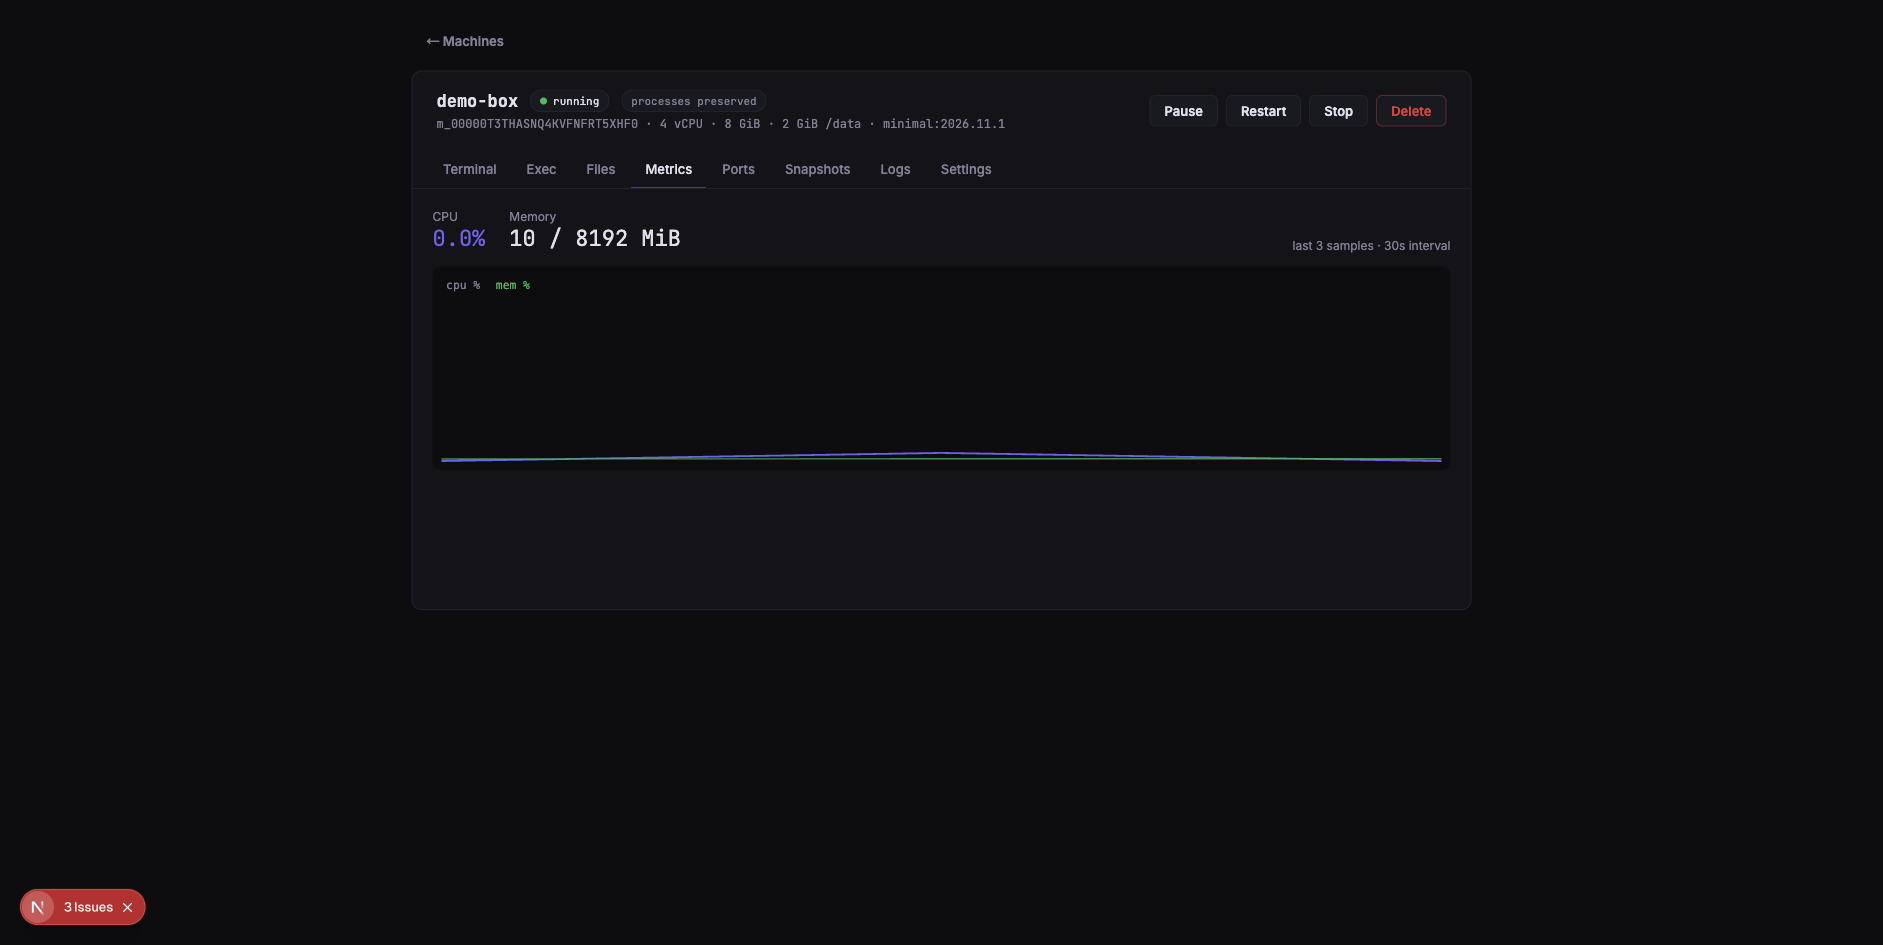 ← Machines
demo-box running processes preserved
m_00000T3THASNQ4KVFNFRT5XHF0 · 4 vCPU · 8 GiB · 2 GiB /data · minimal:2026.11.1
Pause Restart Stop Delete
Terminal Exec Files Metrics Ports Snapshots Logs Settings
CPU Memory
0.0% 10 / 8192 MiB
last 3 samples · 30s interval
cpu % mem %
N 3 Issues ×